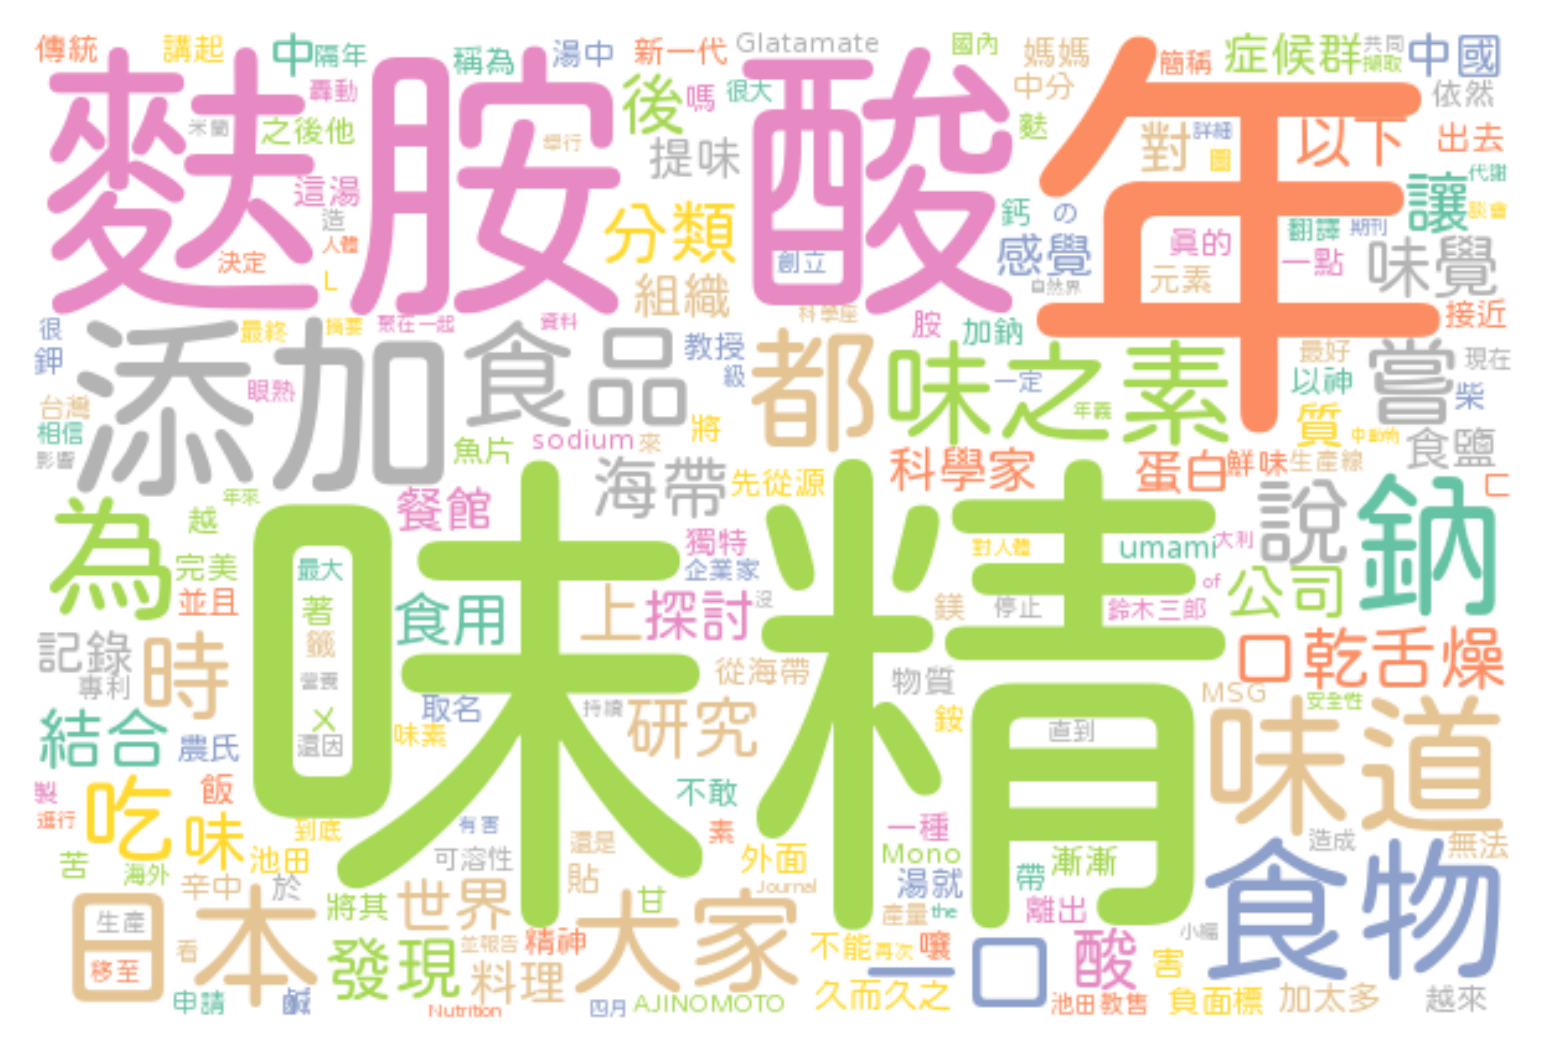 傳統 講起 中 隔年 稱為 湯中 新一代 Glatamate 國內 媽媽 簡稱 症候群 共同 中國
轟動 後 嗎 很大 中分 擷取 依然
麩胺酸 年
米蘭 之後他 舉行 提味 麩 對 詳細 圖 以下 出去
這湯 造 鈣 の 讓 代謝
人體 分類 感覺 真的 翻譯 期刊 談會
決定 L 組織 創立 自然界 元素 一點 味覺
很 最終 摘要 聚在一起 資料 科學座 胺 加鈉 接近
鉀 添加 食品 教授 級 都 味之素 一定 最好 以神 嘗 現在
台灣 眼熱 年義 柴
相信 魚片 sodium 來 將 質 中動物 食鹽
影響 海帶 先從源 科學家 蛋白 鮮味 生產線 匚
年來 餐館 說 鈉
為 越 味精 獨特 對人體 umami 大利
完美 最大 企業家 of
並且 著 食用 上 探討 沒 鎂 停止 鈴木三郎 公司
記錄 時 籤 口乾舌燥
專利 營養 從海帶 物質 MSG 安全性
結合 農氏 X 取名 持續 研究 銨 直到 味道
還因 味素
製 吃 飯 不敢
進行 味 到底 有害 素 一種 造成 無法
苦 海外 池田 可溶性 還是 外面 Mono 漸漸
辛中 於 貼 Journal 湯就 帶 食物
日本 生產 將其 世界 甘 大家 產量 the 離出
看 發現 並報告 精神 不能 再次 嚷 酸 小編
移至 料理 一口 害
申請 鹹 Nutrition 四月 AJINOMOTO 久而久之 池田教售 負面標 加太多 越來